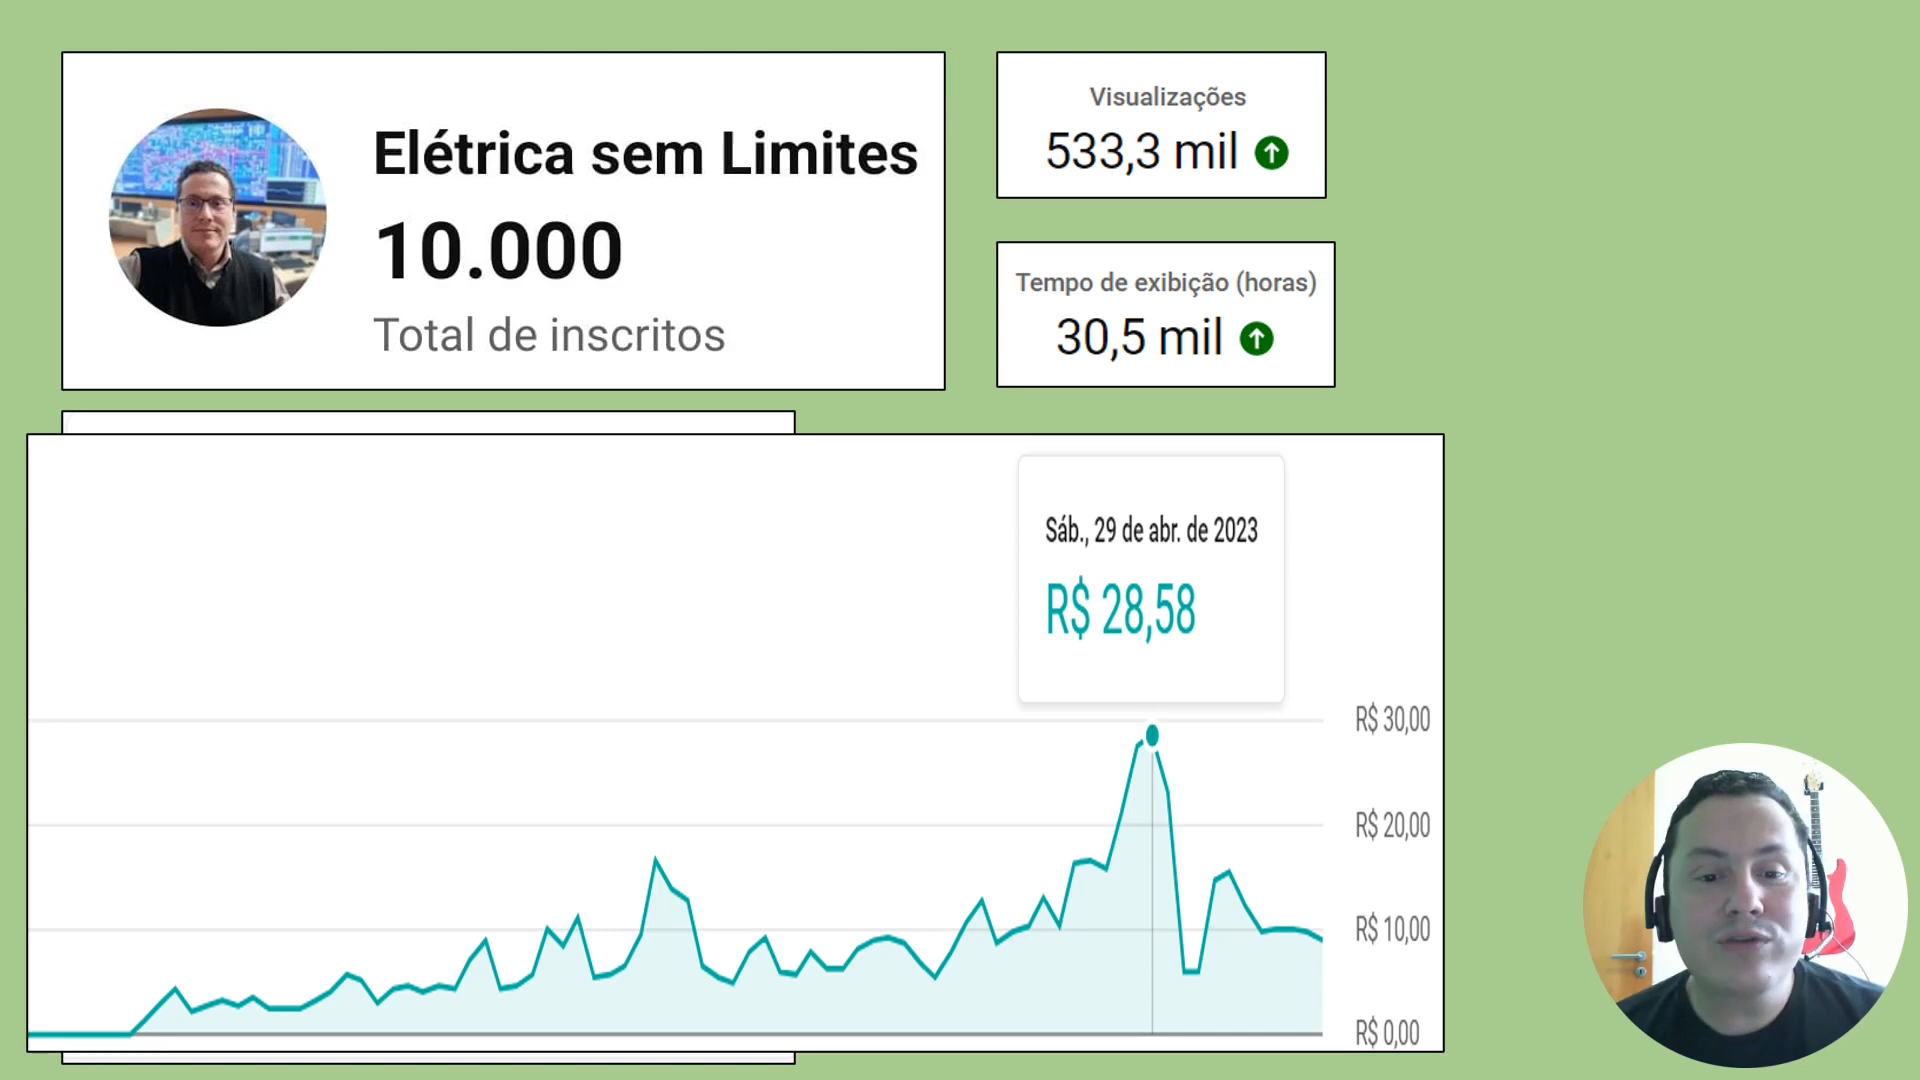 Elétrica sem Limites
10.000
Total de inscritos
Visualizações
533,3 mil
Tempo de exibição (horas)
30,5 mil
Sáb., 29 de abr. de 2023
R$ 28,58
R$ 30,00
R$ 20,00
R$ 10,00
R$ 0,00